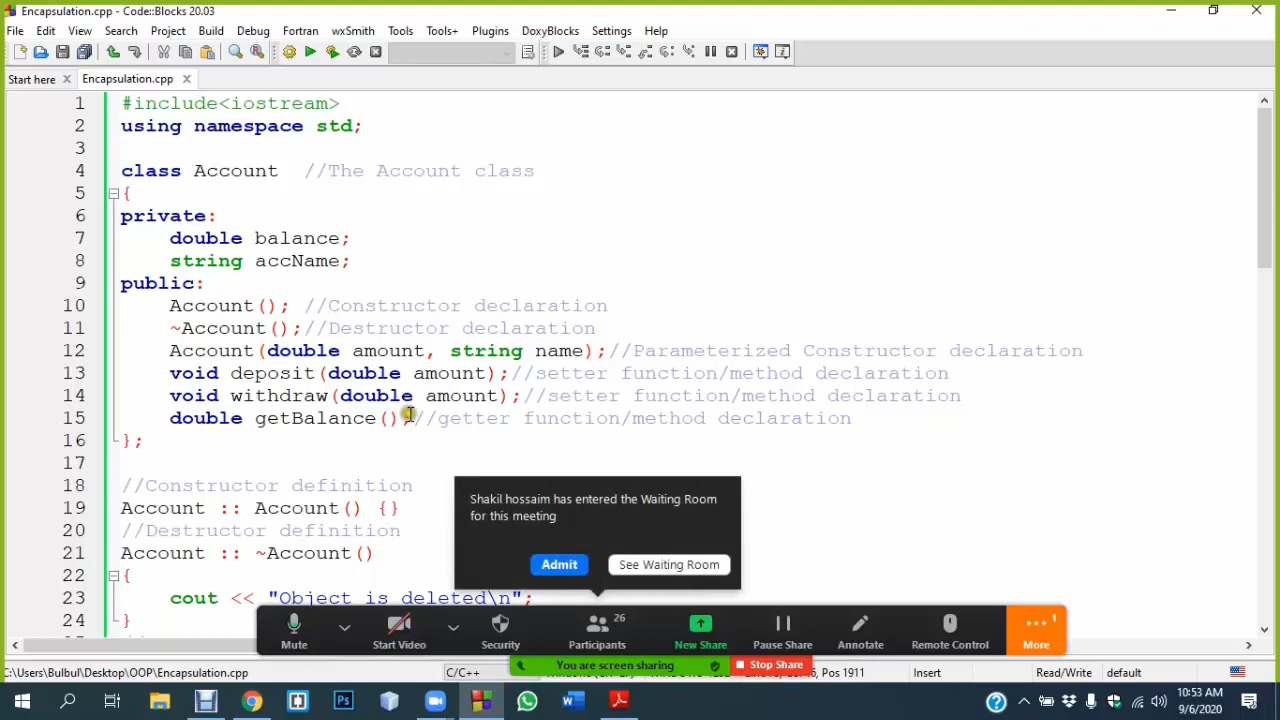 Encapsulation.cpp - Code::Blocks 20.03
File Edit View Search Project Build Debug Fortran wxSmith Tools Tools+ Plugins DoxyBlocks Settings Help
Start here Encapsulation.cpp
1 #include<iostream>
2 using namespace std;
3
4 class Account //The Account class
5 {
6 private:
7 double balance;
8 string accName;
9 public:
10 Account(); //Constructor declaration
11 ~Account();//Destructor declaration
12 Account(double amount, string name);//Parameterized Constructor declaration
13 void deposit(double amount);//setter function/method declaration
14 void withdraw(double amount);//setter function/method declaration
15 double getBalance();//getter function/method declaration
16 };
17
18 //Constructor definition
19 Account :: Account() {}
20 //Destructor definition
21 Account :: ~Account()
22 {
23 cout << "Object is deleted\n";
24 }
Shakil hossaim has entered the Waiting Room
for this meeting
Admit See Waiting Room
26 1
Mute Start Video Security Participants New Share Pause Share Annotate Remote Control More
You are screen sharing Stop Share
C:\Users\Bulbul\Desktop\OOP\Encapsulation.cpp C/C++ Pos 1911 Insert Read/Write default
Ps
10:53 AM
9/6/2020